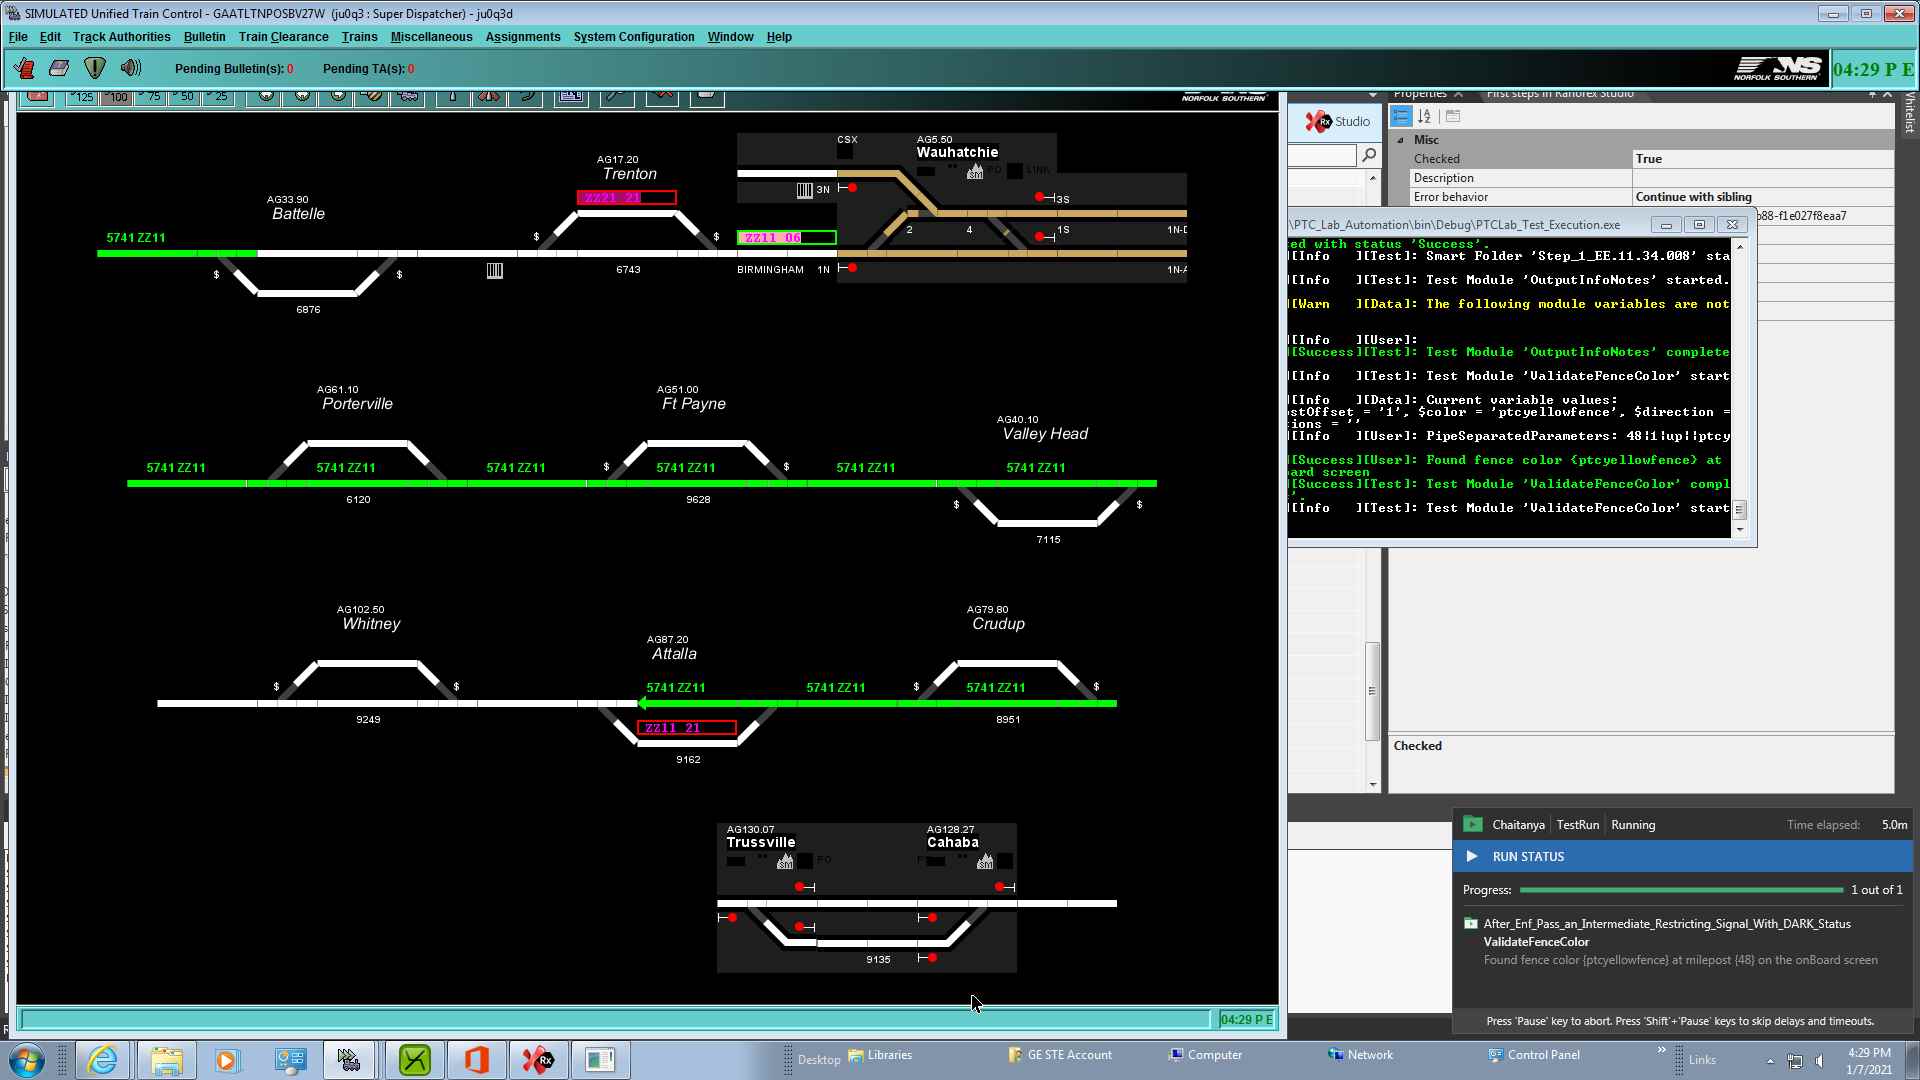 SIMULATED Unified Train Control - GAATLTNPOSBV27W (ju0q3 : Super Dispatcher) - ju0q3d
File Edit Track Authorities Bulletin Train Clearance Trains Miscellaneous Assignments System Configuration Window Help
Pending Bulletin(s): 0 Pending TA(s): 0
NS
NORFOLK SOUTHERN
04:29 P E
125 100 75 50 25
NORFOLK SOUTHERN
Properties First steps in Ranorex Studio
Whitelist
Rx Studio
Misc
Checked True
Description
Error behavior Continue with sibling
b88-f1e027f8eaa7
CSX
AG5.50
Wauhatchie
SM
PO
LINK
3N
3S
2
4
1S
1N-D
BIRMINGHAM 1N
1N-A
AG17.20
Trenton
ZZ21 21
$
$
ZZ11 06
6743
AG33.90
Battelle
5741 ZZ11
$
$
6876
\PTC_Lab_Automation\bin\Debug\PTCLab_Test_Execution.exe
ed with status 'Success'.
[Info ][Test]: Smart Folder 'Step_1_EE.11.34.008' sta
[Info ][Test]: Test Module 'OutputInfoNotes' started.
[Warn ][Data]: The following module variables are not
[Info ][User]:
[Success][Test]: Test Module 'OutputInfoNotes' complete
[Info ][Test]: Test Module 'ValidateFenceColor' start
[Info ][Data]: Current variable values:
ostOffset = '1', $color = 'ptcyellowfence', $direction =
tions = ''
[Info ][User]: PipeSeparatedParameters: 48|1|up||ptcy
[Success][User]: Found fence color {ptcyellowfence} at
ard screen
[Success][Test]: Test Module 'ValidateFenceColor' compl
'.
[Info ][Test]: Test Module 'ValidateFenceColor' start
AG61.10
Porterville
AG51.00
Ft Payne
AG40.10
Valley Head
5741 ZZ11 5741 ZZ11 5741 ZZ11 $ 5741 ZZ11 $ 5741 ZZ11 5741 ZZ11
6120
9628
$
$
7115
AG102.50
Whitney
AG87.20
Attalla
AG79.80
Crudup
$ $ 5741 ZZ11 5741 ZZ11 $ 5741 ZZ11 $
9249
8951
ZZ11 21
9162
AG130.07
Trussville
SM
PO
AG128.27
Cahaba
SM
9135
04:29 P E
Checked
Chaitanya TestRun Running Time elapsed: 5.0m
RUN STATUS
Progress: 1 out of 1
After_Enf_Pass_an_Intermediate_Restricting_Signal_With_DARK_Status
ValidateFenceColor
Found fence color {ptcyellowfence} at milepost {48} on the onBoard screen
Press 'Pause' key to abort. Press 'Shift'+'Pause' keys to skip delays and timeouts.
Desktop Libraries GE STE Account Computer Network Control Panel » Links
4:29 PM
1/7/2021